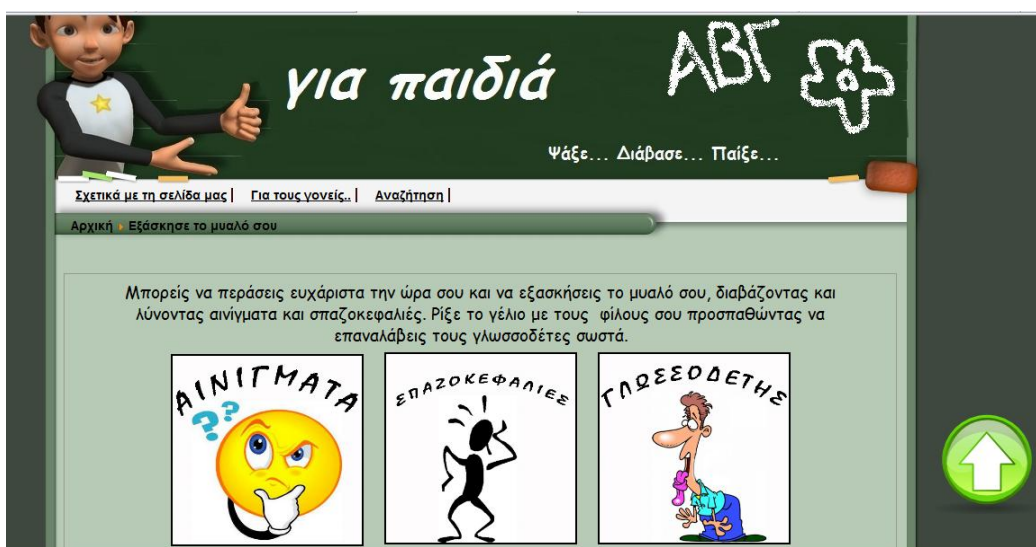 για παιδιά
ΑΒΓ
Ψάξε... Διάβασε... Παίξε...
Σχετικά με τη σελίδα μας | Για τους γονείς.. | Αναζήτηση |
Αρχική Εξάσκησε το μυαλό σου
Μπορείς να περάσεις ευχάριστα την ώρα σου και να εξασκήσεις το μυαλό σου, διαβάζοντας και
λύνοντας αινίγματα και σπαζοκεφαλιές. Ρίξε το γέλιο με τους φίλους σου προσπαθώντας να
επαναλάβεις τους γλωσσοδέτες σωστά.
ΑΙΝΙΓΜΑΤΑ
??
ΣΠΑΖΟΚΕΦΑΛΙΕΣ
ΓΛΩΣΣΟΔΕΤΗΣ